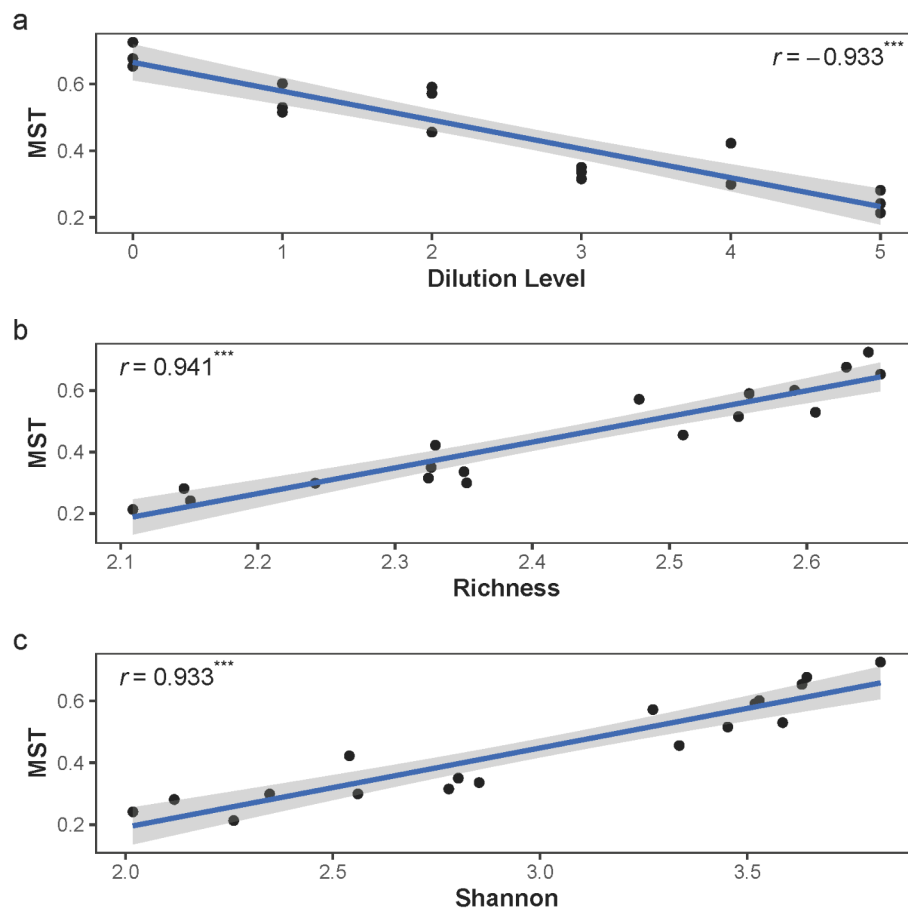 a
r = −0.933***
MST
0.6
0.4
0.2
0 1 2 3 4 5
Dilution Level
b
r = 0.941***
MST
0.6
0.4
0.2
2.1 2.2 2.3 2.4 2.5 2.6
Richness
c
r = 0.933***
MST
0.6
0.4
0.2
2.0 2.5 3.0 3.5
Shannon